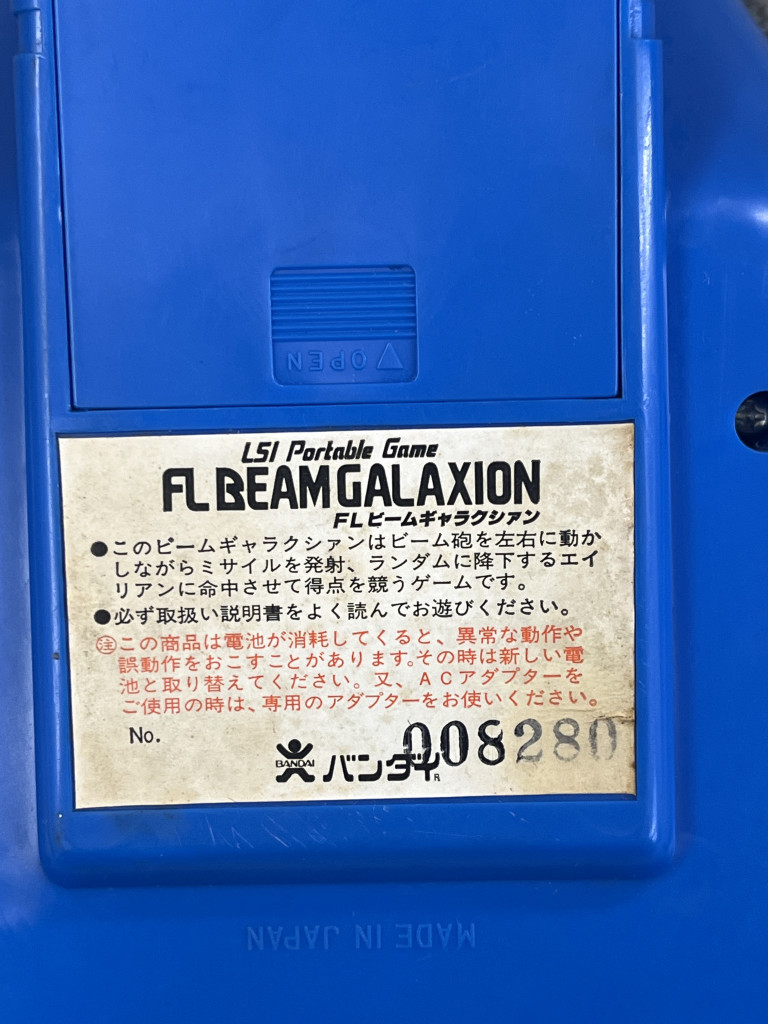 OPEN
LSI Portable Game
FL BEAM GALAXION
FLビームギャラクシァン
●このビームギャラクシァンはビーム砲を左右に動か
しながらミサイルを発射、ランダムに降下するエイ
リアンに命中させて得点を競うゲームです。
●必ず取扱い説明書をよく読んでお遊びください。
㊟この商品は電池が消耗してくると、異常な動作や
誤動作をおこすことがあります。その時は新しい電
池と取り替えてください。又、ACアダプターを
ご使用の時は、専用のアダプターをお使いください。
No. 008280
BANDAI バンダイ®
MADE IN JAPAN